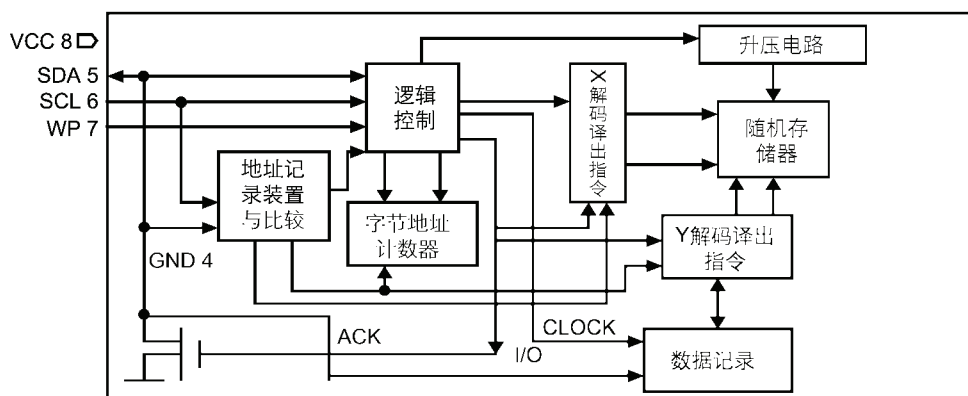 VCC 8
升压电路
SDA 5
SCL 6
WP 7
逻辑
控制
X
解
码
译
出
指
令
随机存
储器
地址记
录装置
与比较
字节地址
计数器
Y解码译出
指令
GND 4
ACK
I/O
CLOCK
数据记录